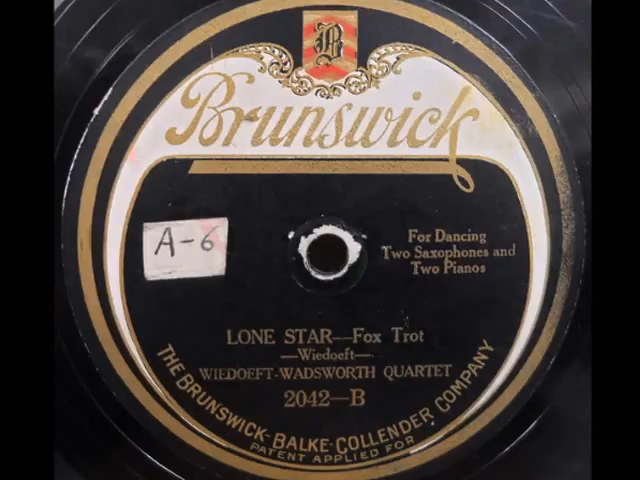 B
Brunswick
A-6
For Dancing
Two Saxophones and
Two Pianos
LONE STAR—Fox Trot
—Wiedoeft—
WIEDOEFT-WADSWORTH QUARTET
2042—B
THE BRUNSWICK-BALKE-COLLENDER COMPANY
PATENT APPLIED FOR